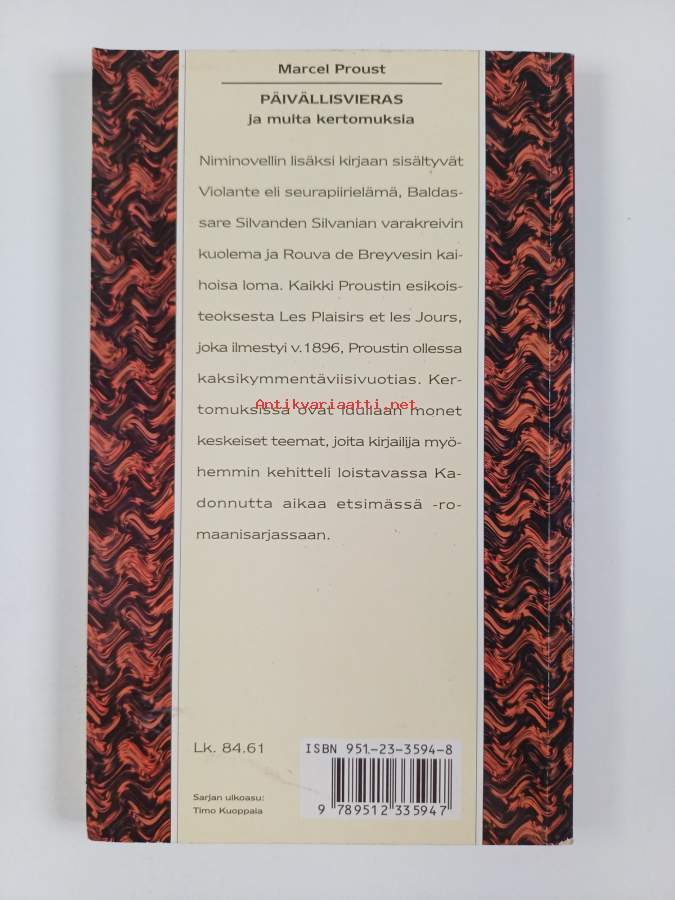 Marcel Proust
PÄIVÄLLISVIERAS
ja muita kertomuksia
Niminovellin lisäksi kirjaan sisältyvät
Violante eli seurapiirielämä, Baldas-
sare Silvanden Silvanian varakreivin
kuolema ja Rouva de Breyvesin kai-
hoisa loma. Kaikki Proustin esikois-
teoksesta Les Plaisirs et les Jours,
joka ilmestyi v.1896, Proustin ollessa
kaksikymmentäviisivuotias. Ker-
Antikvariaatti.net
tomuksissa ovat idullaan monet
keskeiset teemat, joita kirjailija myö-
hemmin kehitteli loistavassa Ka-
donnutta aikaa etsimässä -ro-
maanisarjassaan.
Lk. 84.61
ISBN 951-23-3594-8
9 789512 335947
Sarjan ulkoasu:
Timo Kuoppala